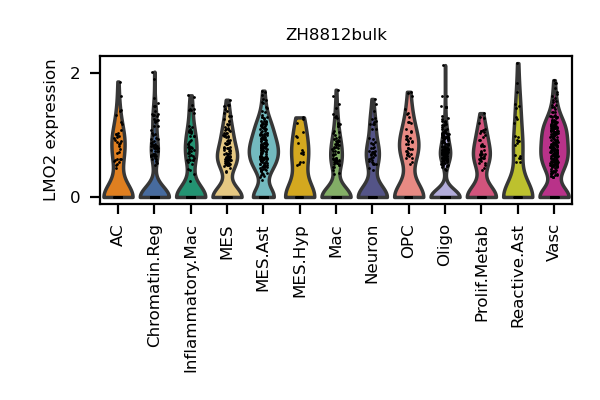 ZH8812bulk
LMO2 expression
2
0
AC
Chromatin.Reg
Inflammatory.Mac
MES
MES.Ast
MES.Hyp
Mac
Neuron
OPC
Oligo
Prolif.Metab
Reactive.Ast
Vasc